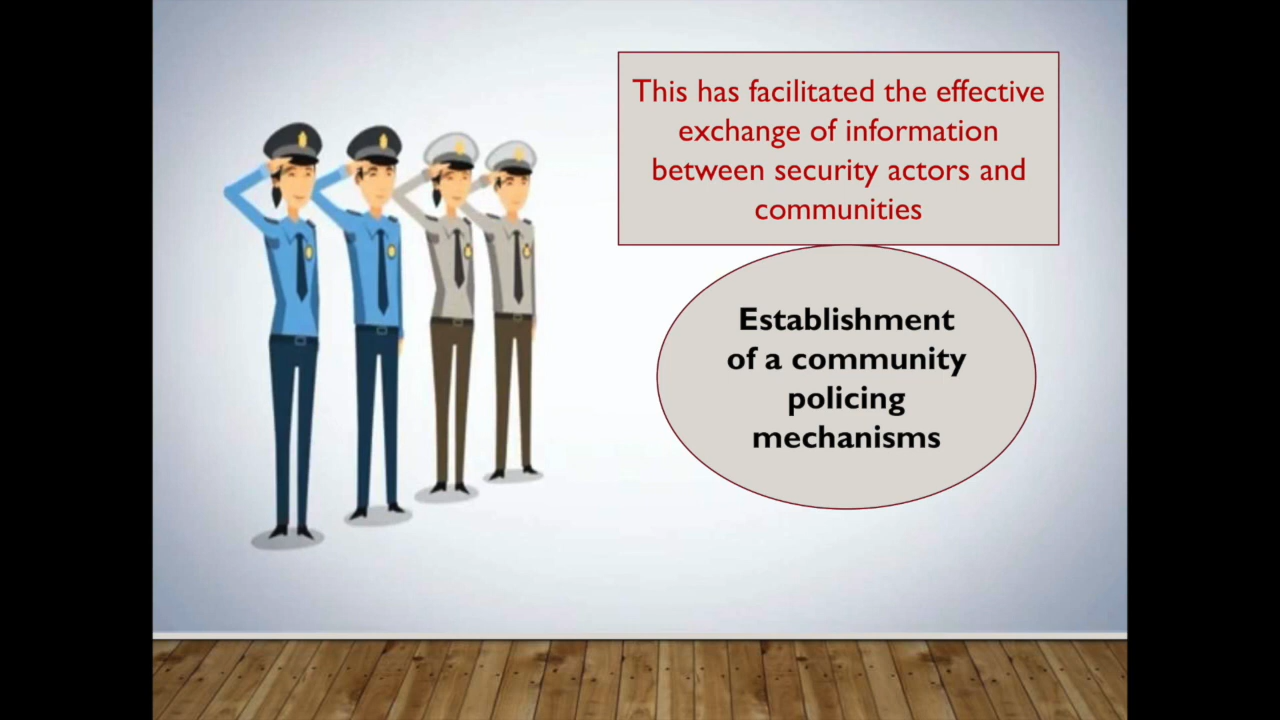 This has facilitated the effective
exchange of information
between security actors and
communities
Establishment
of a community
policing
mechanisms